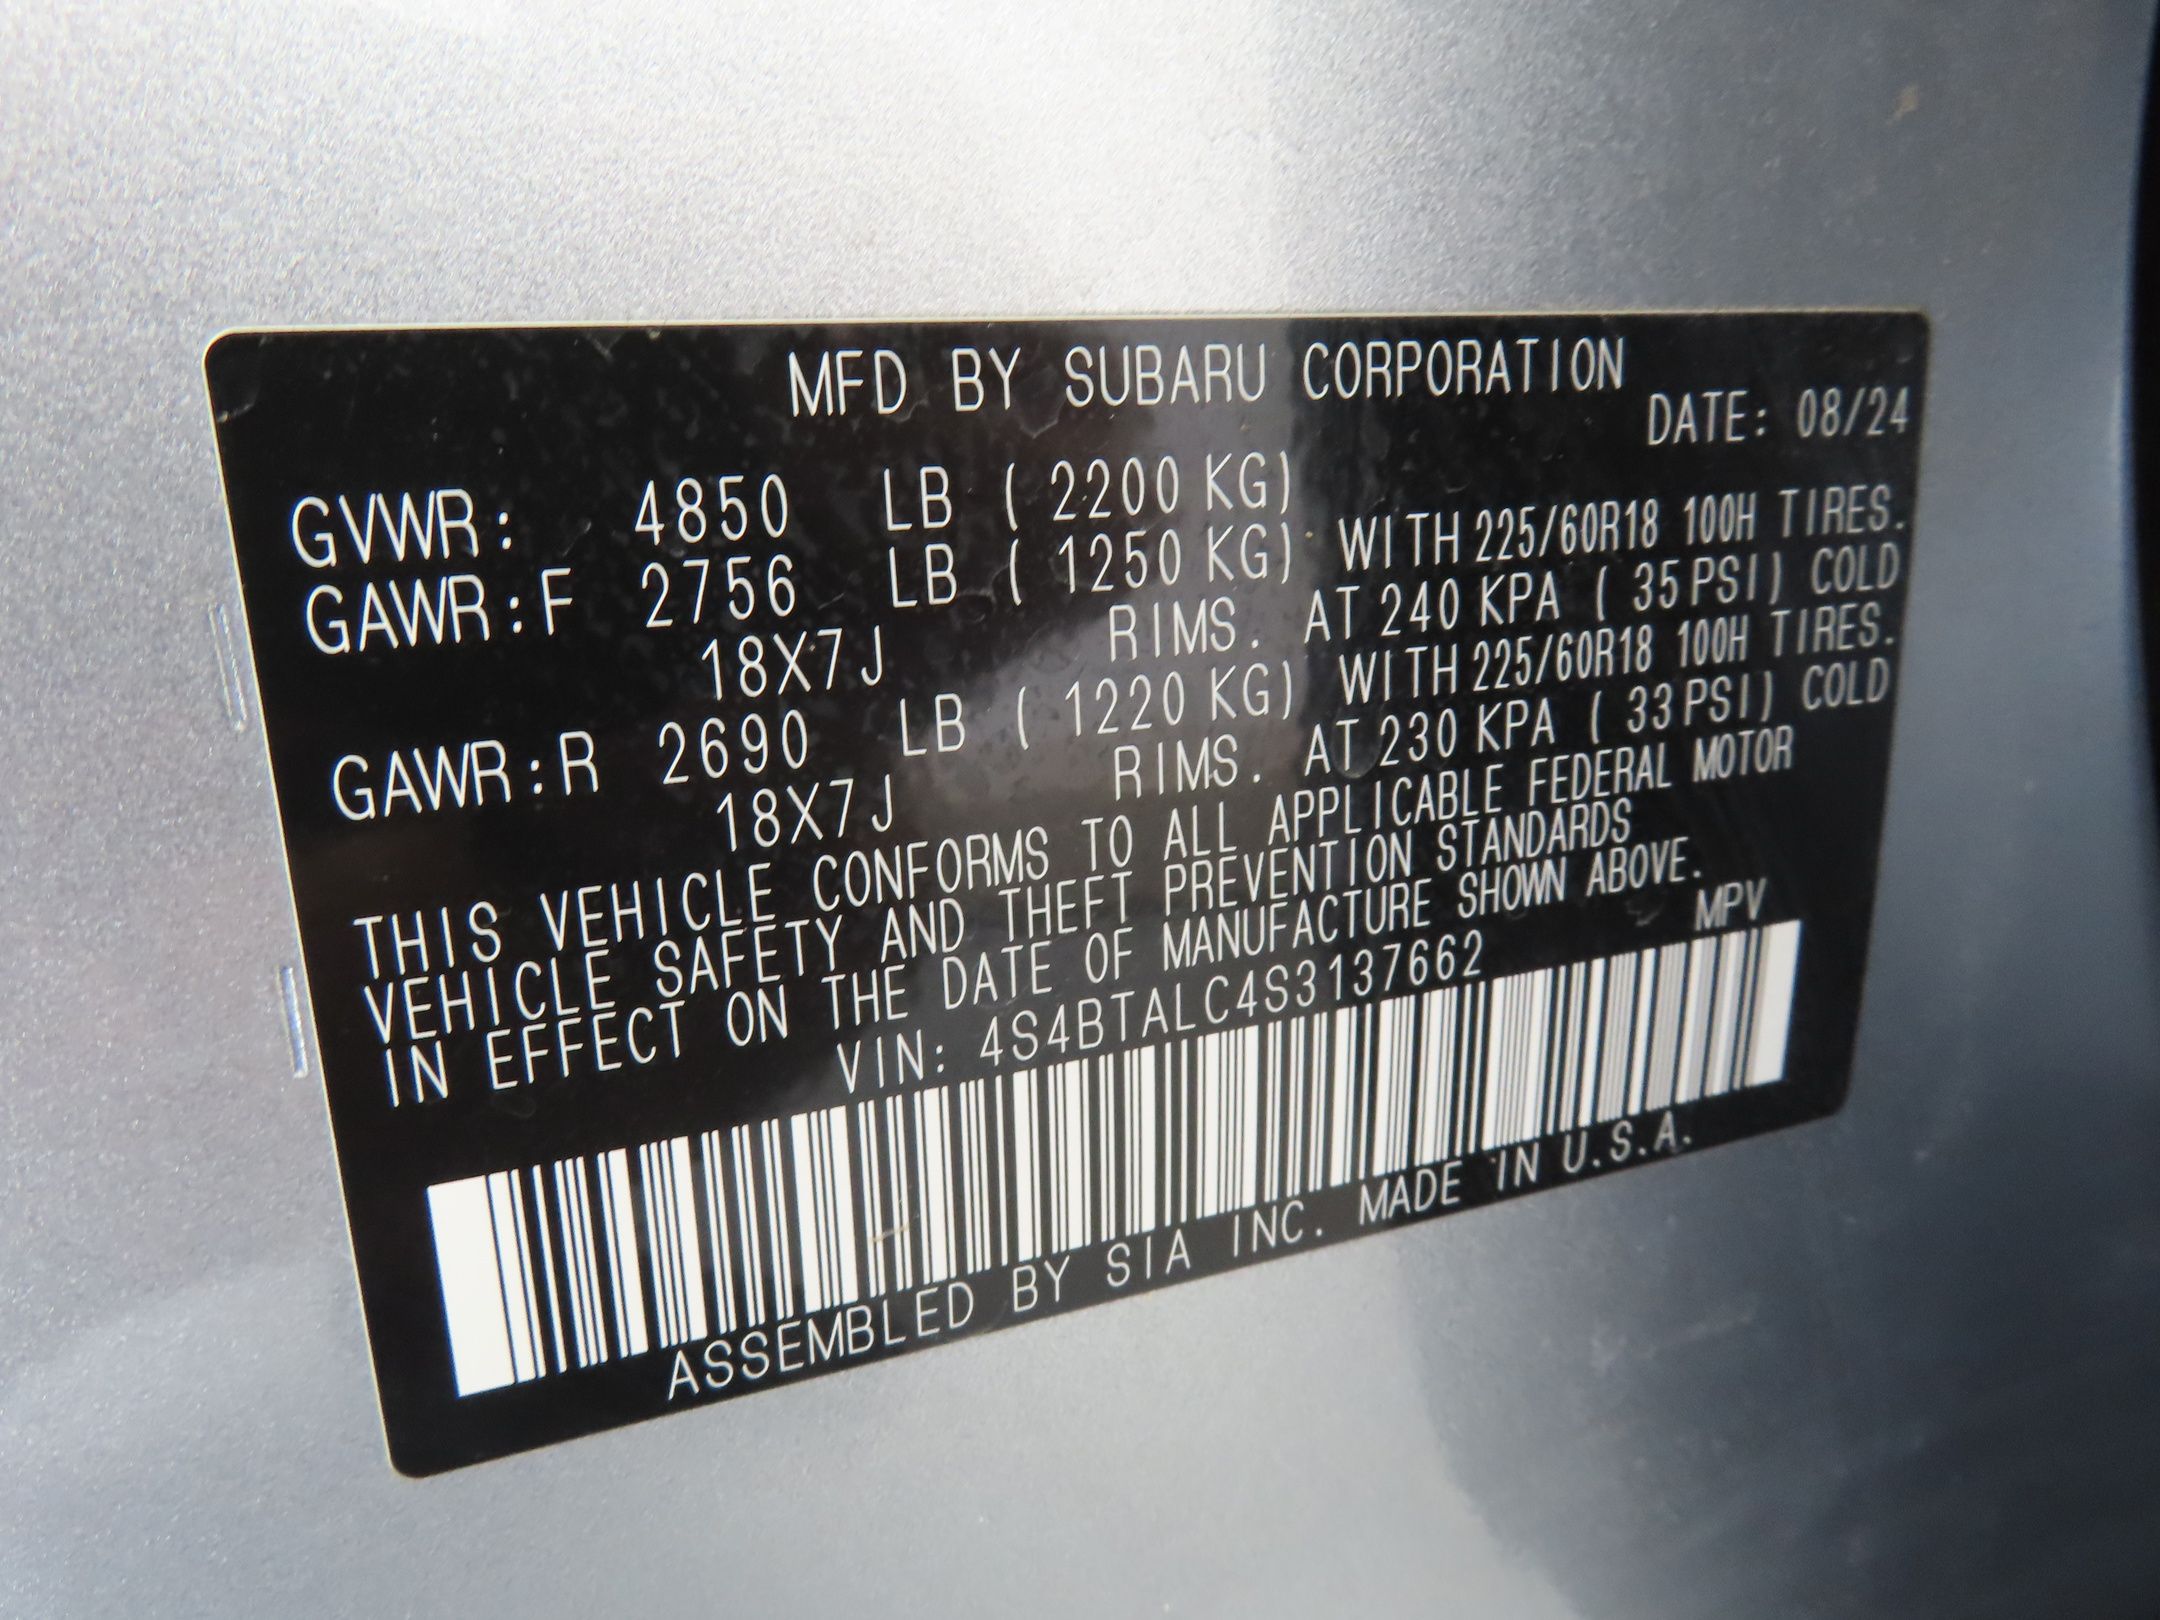 MFD BY SUBARU CORPORATION
DATE: 08/24
GVWR: 4850 LB ( 2200 KG)
GAWR:F 2756 LB ( 1250 KG) WITH 225/60R18 100H TIRES.
18X7J RIMS. AT 240 KPA ( 35PSI) COLD
GAWR:R 2690 LB ( 1220 KG) WITH 225/60R18 100H TIRES.
18X7J RIMS. AT 230 KPA ( 33PSI) COLD
THIS VEHICLE CONFORMS TO ALL APPLICABLE FEDERAL MOTOR
VEHICLE SAFETY AND THEFT PREVENTION STANDARDS
IN EFFECT ON THE DATE OF MANUFACTURE SHOWN ABOVE.
VIN: 4S4BTALC4S3137662 MPV
ASSEMBLED BY SIA INC. MADE IN U.S.A.